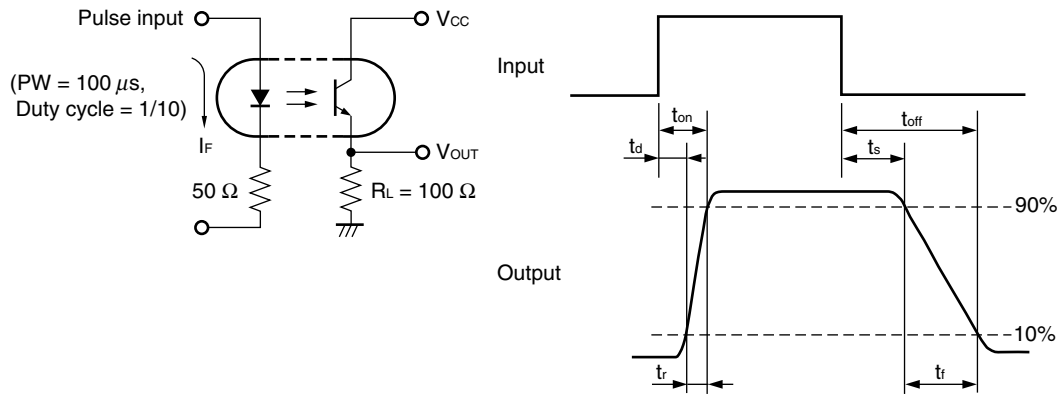 Pulse input
VCC
(PW = 100 μs,
Duty cycle = 1/10)
IF
VOUT
50 Ω
RL = 100 Ω
Input
ton
toff
td
ts
90%
Output
10%
tr
tf